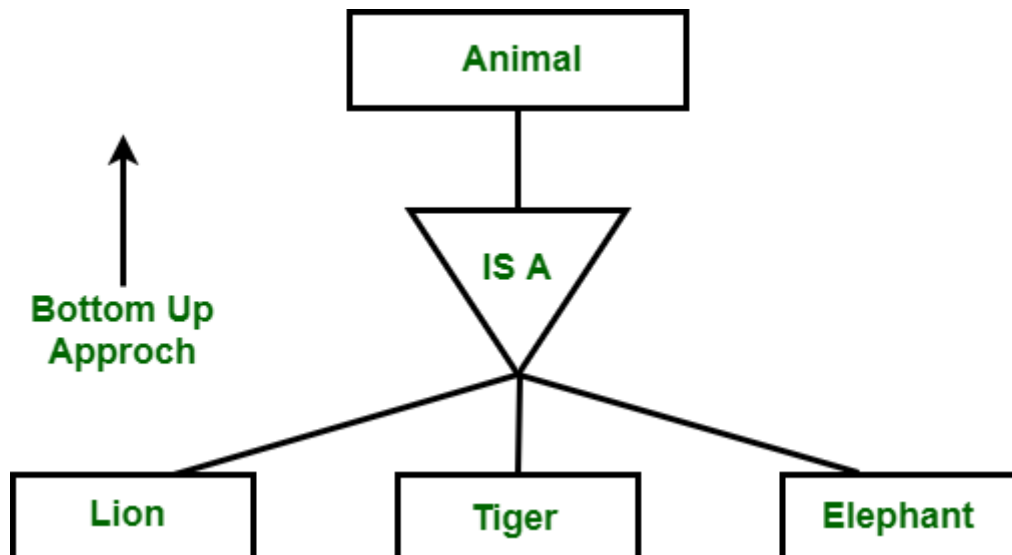 Animal
IS A
Bottom Up
Approch
Lion
Tiger
Elephant